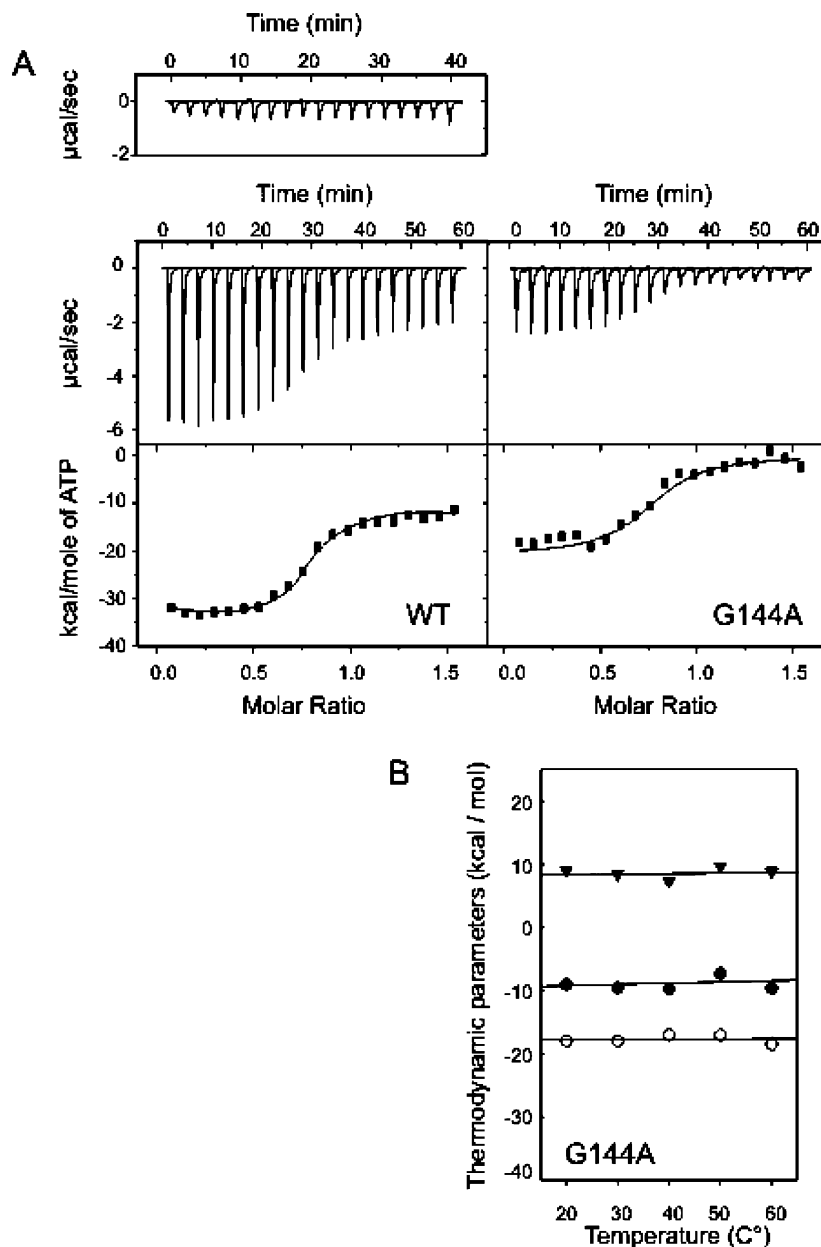 A
Time (min)
0 10 20 30 40
µcal/sec
0
-2
Time (min)
0 10 20 30 40 50 60
Time (min)
0 10 20 30 40 50 60
µcal/sec
0
-2
-4
-6
kcal/mole of ATP
0
-10
-20
-30
-40
WT
G144A
0.0 0.5 1.0 1.5
0.0 0.5 1.0 1.5
Molar Ratio
Molar Ratio
B
Thermodynamic parameters (kcal / mol)
20
10
0
-10
-20
-30
-40
G144A
20 30 40 50 60
Temperature (C°)